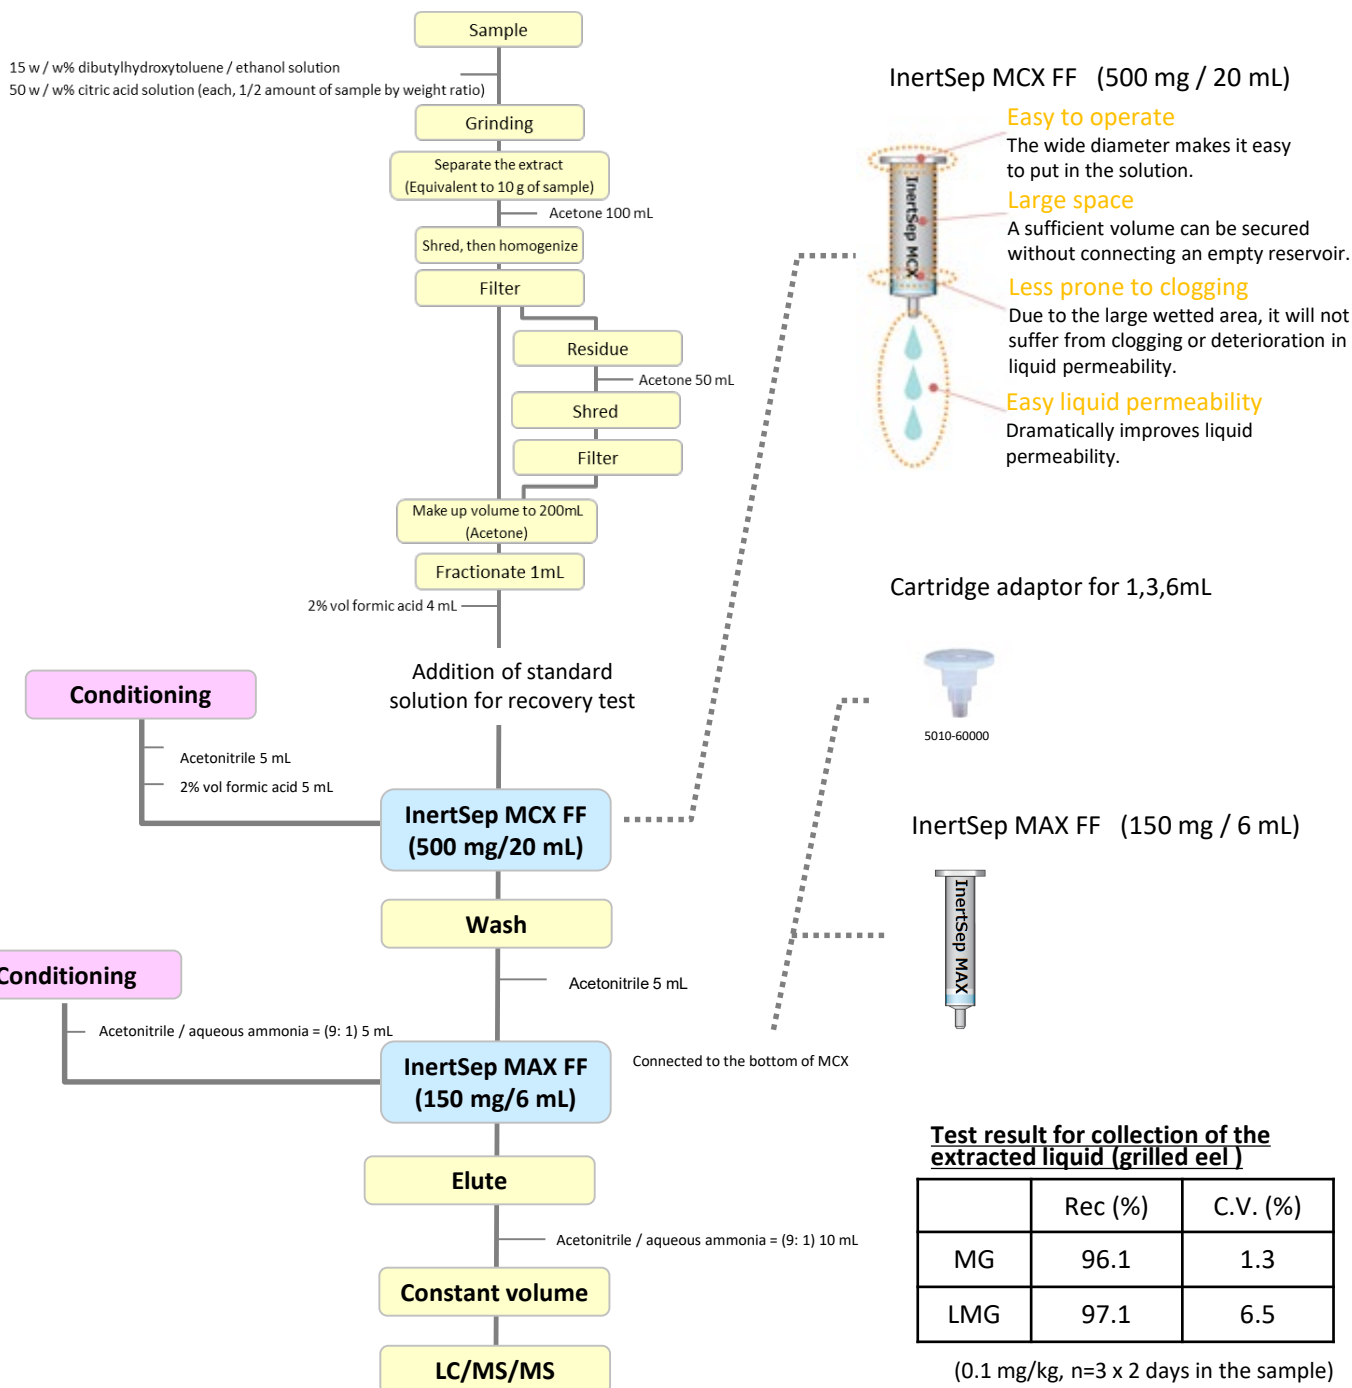 Sample
15 w / w% dibutylhydroxytoluene / ethanol solution
50 w / w% citric acid solution (each, 1/2 amount of sample by weight ratio)
Grinding
Separate the extract
(Equivalent to 10 g of sample)
Acetone 100 mL
Shred, then homogenize
Filter
Residue
Acetone 50 mL
Shred
Filter
Make up volume to 200mL
(Acetone)
Fractionate 1mL
2% vol formic acid 4 mL
Addition of standard
solution for recovery test
Conditioning
Acetonitrile 5 mL
2% vol formic acid 5 mL
InertSep MCX FF
(500 mg/20 mL)
Wash
Acetonitrile 5 mL
Conditioning
Acetonitrile / aqueous ammonia = (9: 1) 5 mL
InertSep MAX FF
(150 mg/6 mL)
Connected to the bottom of MCX
Elute
Acetonitrile / aqueous ammonia = (9: 1) 10 mL
Constant volume
LC/MS/MS
InertSep MCX FF (500 mg / 20 mL)
InertSep MCX
Easy to operate
The wide diameter makes it easy
to put in the solution.
Large space
A sufficient volume can be secured
without connecting an empty reservoir.
Less prone to clogging
Due to the large wetted area, it will not
suffer from clogging or deterioration in
liquid permeability.
Easy liquid permeability
Dramatically improves liquid
permeability.
Cartridge adaptor for 1,3,6mL
5010-60000
InertSep MAX FF (150 mg / 6 mL)
InertSep MAX
Test result for collection of the
extracted liquid (grilled eel )
Rec (%) C.V. (%)
MG 96.1 1.3
LMG 97.1 6.5
(0.1 mg/kg, n=3 x 2 days in the sample)